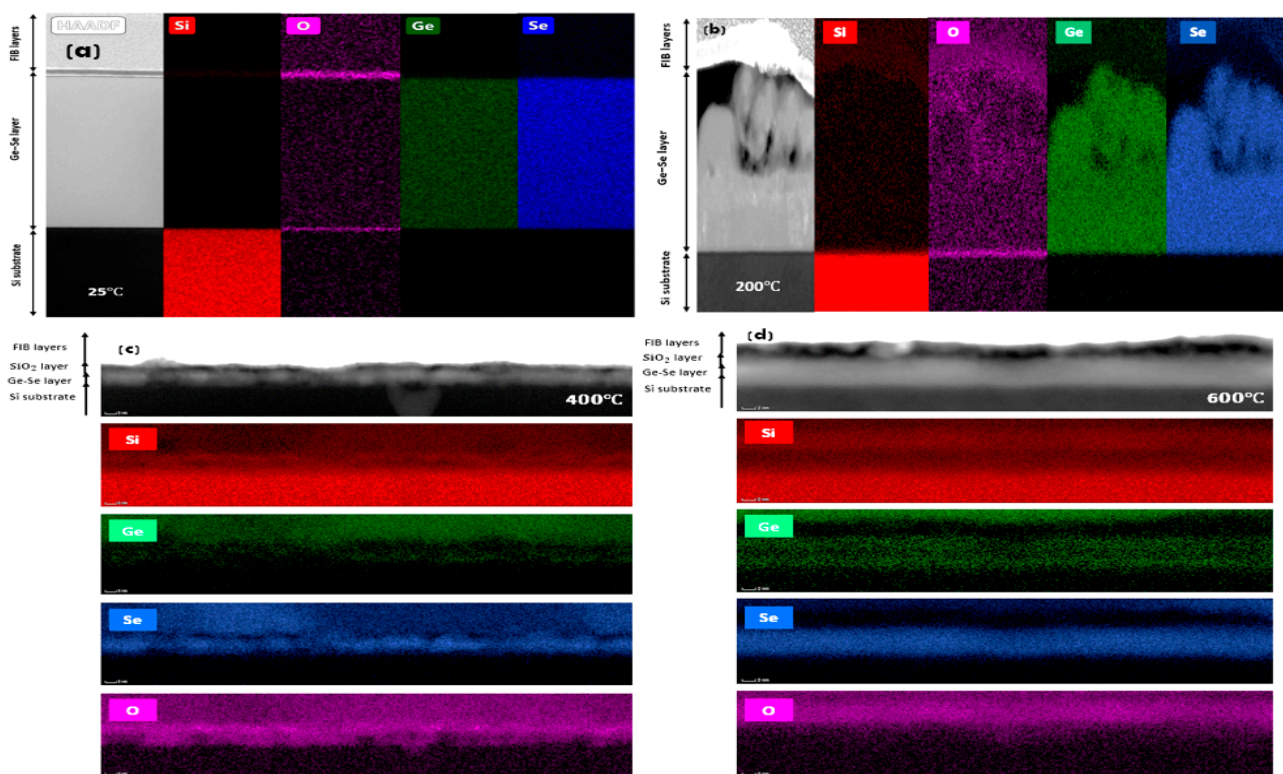 HAADF Si O Ge Se
(a)
FIB layers
Ge-Se layer
Si substrate
25°C
(b) Si O Ge Se
FIB layers
Ge-Se layer
Si substrate
200°C
(c)
FIB layers
SiO₂ layer
Ge-Se layer
Si substrate
400°C
Si
Ge
Se
O
(d)
FIB layers
SiO₂ layer
Ge-Se layer
Si substrate
600°C
Si
Ge
Se
O